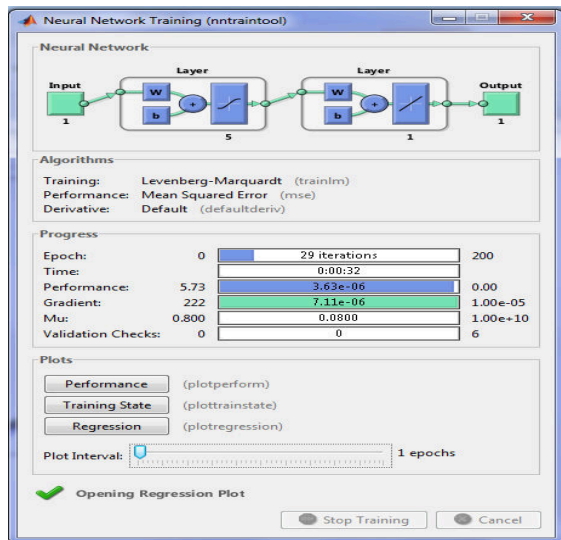 Neural Network Training (nntraintool)
Neural Network
Layer Layer
Input Output
W W
b b
+ +
1 5 1 1
Algorithms
Training: Levenberg-Marquardt (trainlm)
Performance: Mean Squared Error (mse)
Derivative: Default (defaultderiv)
Progress
Epoch: 0 29 iterations 200
Time: 0:00:32
Performance: 5.73 3.63e-06 0.00
Gradient: 222 7.11e-06 1.00e-05
Mu: 0.800 0.0800 1.00e+10
Validation Checks: 0 0 6
Plots
Performance (plotperform)
Training State (plottrainstate)
Regression (plotregression)
Plot Interval: 1 epochs
Opening Regression Plot
Stop Training Cancel